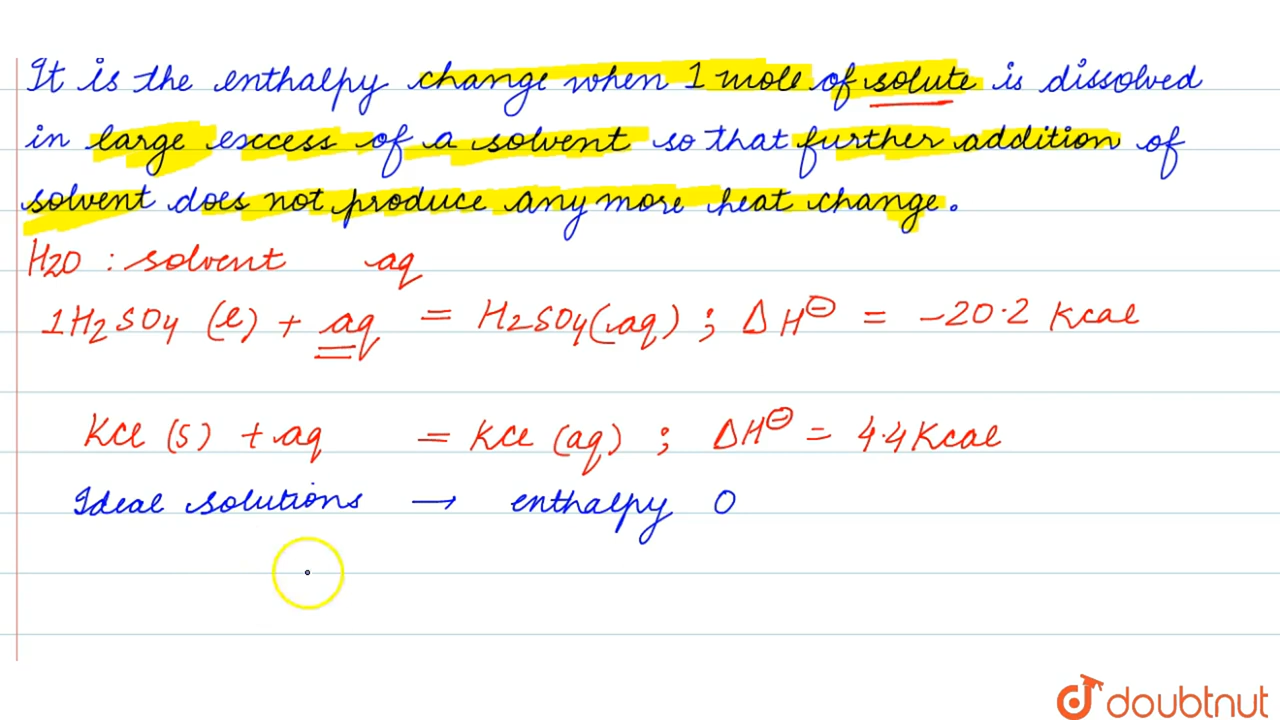 It is the enthalpy change when 1 mole of solute is dissolved
in large excess of a solvent so that further addition of
solvent does not produce any more heat change.
H2O : solvent aq
1H2SO4 (l) + aq = H2SO4(aq) ; ΔH⊖ = -20.2 Kcal
KCl (s) + aq = KCl (aq) ; ΔH⊖ = 4.4 Kcal
Ideal solutions → enthalpy 0
doubtnut